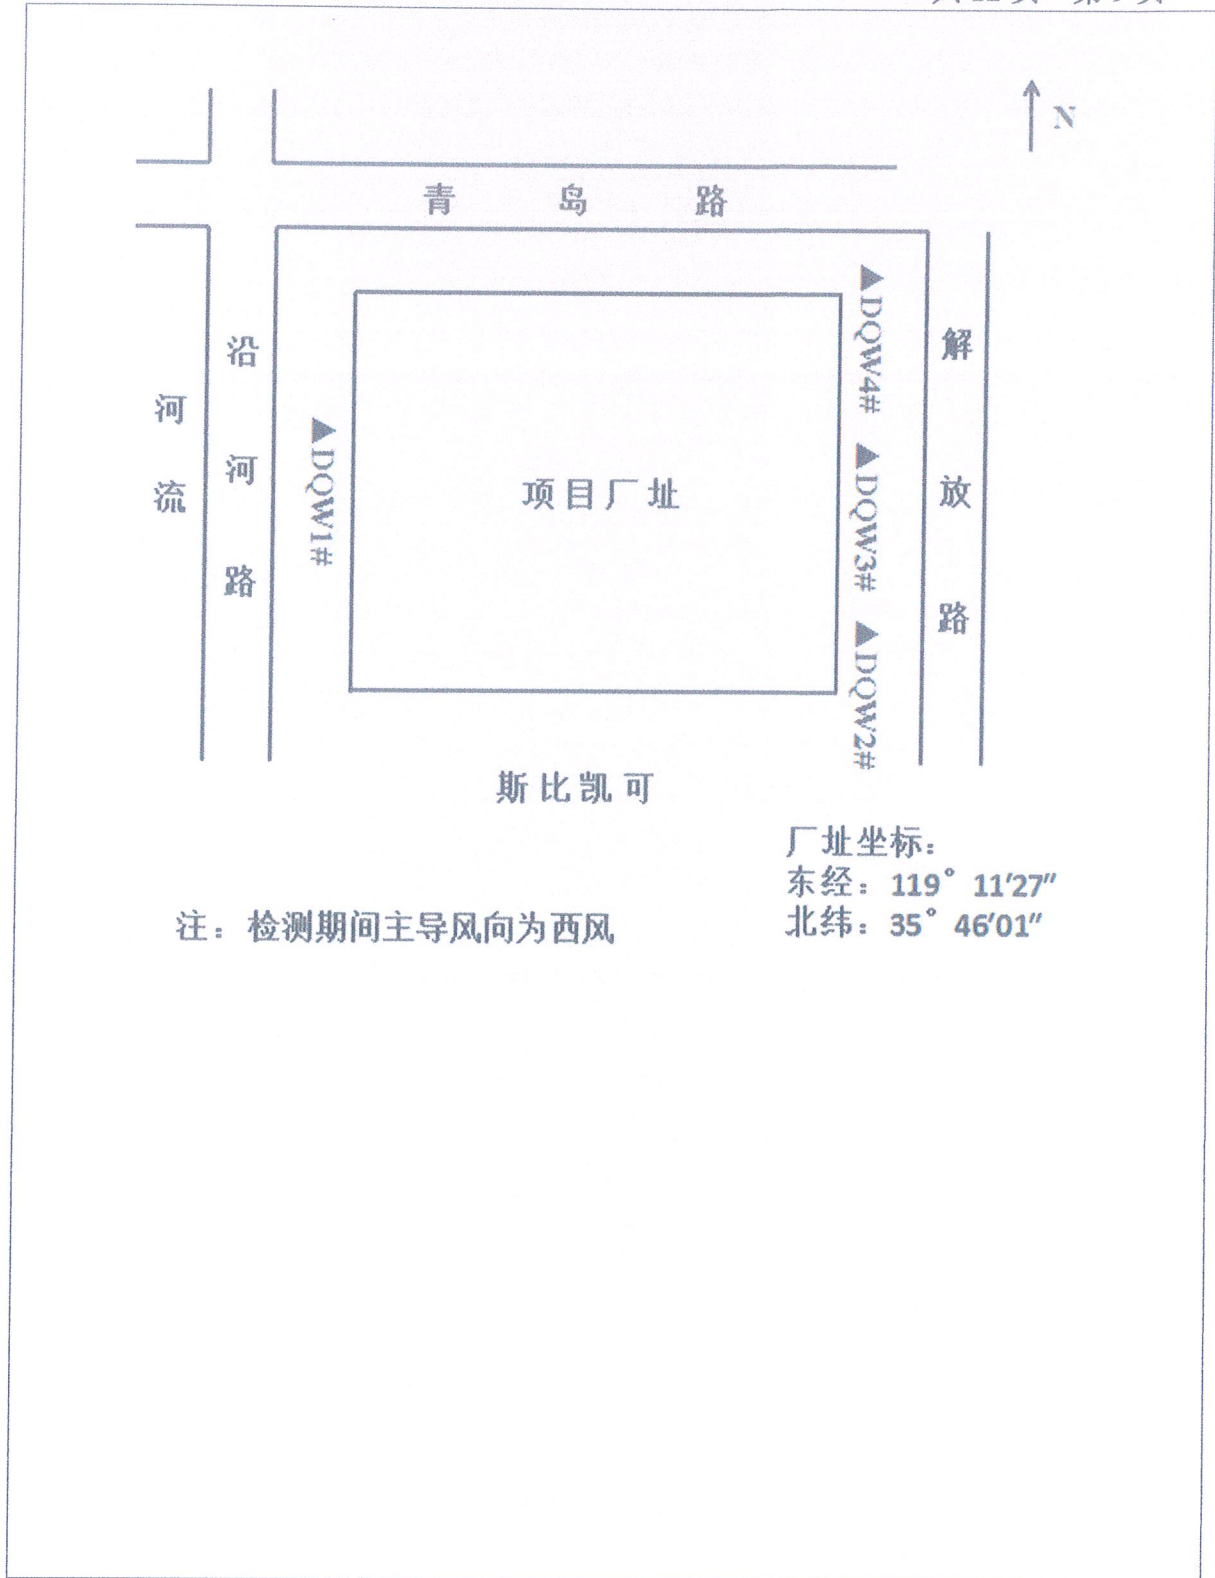 N
青岛路
▲DQW4#
解放路
沿河路
河流
▲DQW1#
项目厂址
▲DQW3#
▲DQW2#
斯比凯可
厂址坐标：
东经：119° 11′27″
注：检测期间主导风向为西风
北纬：35° 46′01″